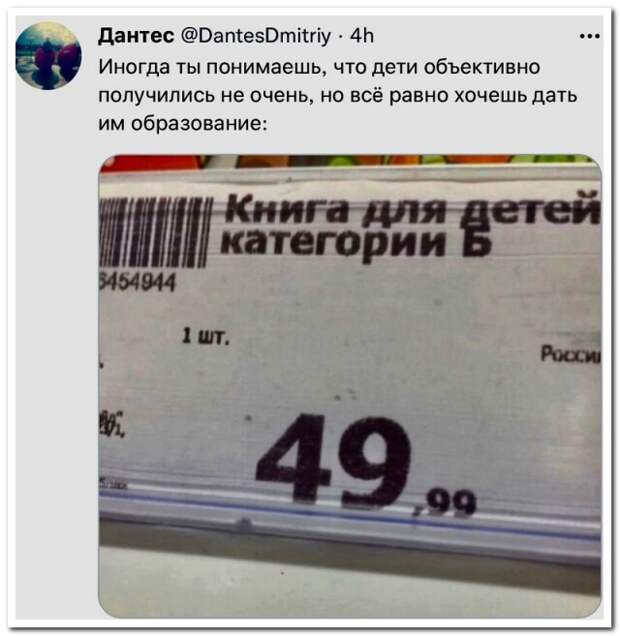 Дантес @DantesDmitriy · 4h
Иногда ты понимаешь, что дети объективно
получились не очень, но всё равно хочешь дать
им образование:
Книга для детей
категории Б
6454944
1 шт.
Росси
49,99